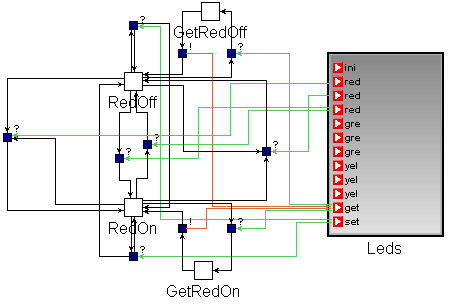 ?
GetRedOff
?
!
?
ini
red
RedOff
red
red
gre
?
?
gre
?
?
gre
yel
yel
yel
get
RedOn
!
?
set
?
Leds
GetRedOn